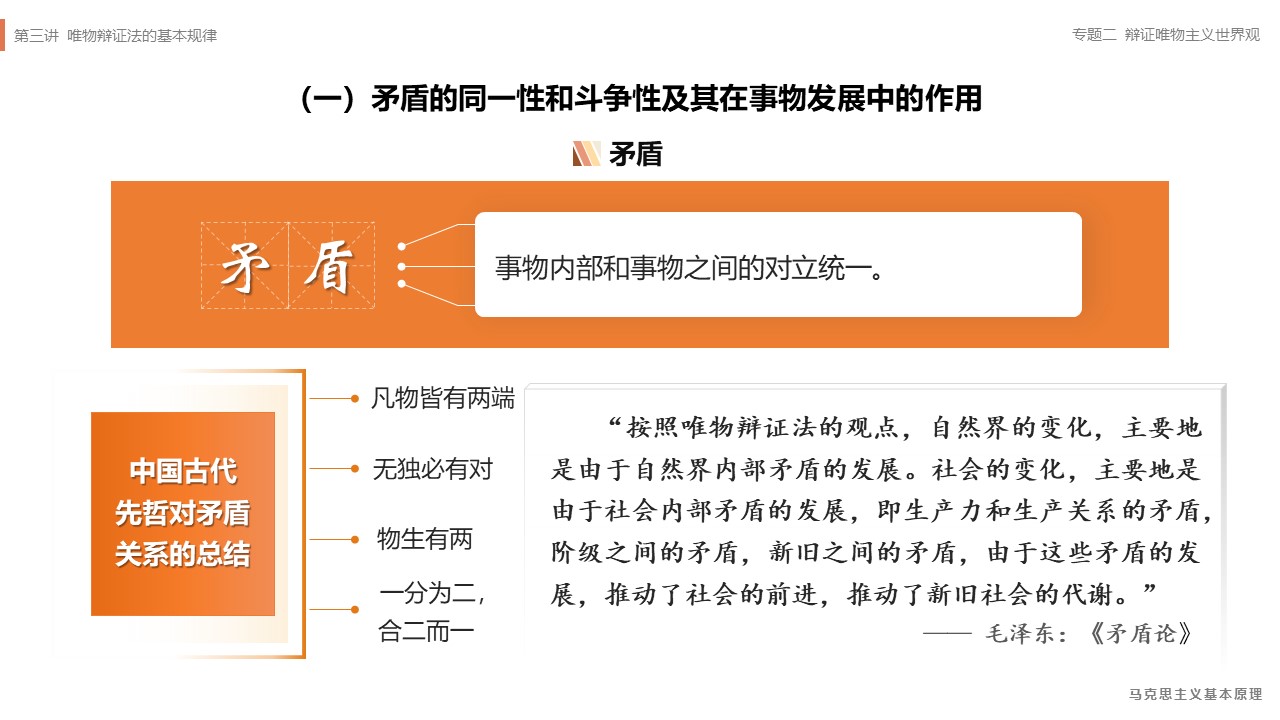 第三讲 唯物辩证法的基本规律
专题二 辩证唯物主义世界观
（一）矛盾的同一性和斗争性及其在事物发展中的作用
矛盾
矛盾
事物内部和事物之间的对立统一。
中国古代
先哲对矛盾
关系的总结
凡物皆有两端
无独必有对
物生有两
一分为二，
合二而一
“按照唯物辩证法的观点，自然界的变化，主要地
是由于自然界内部矛盾的发展。社会的变化，主要地是
由于社会内部矛盾的发展，即生产力和生产关系的矛盾，
阶级之间的矛盾，新旧之间的矛盾，由于这些矛盾的发
展，推动了社会的前进，推动了新旧社会的代谢。”
—— 毛泽东：《矛盾论》
马克思主义基本原理